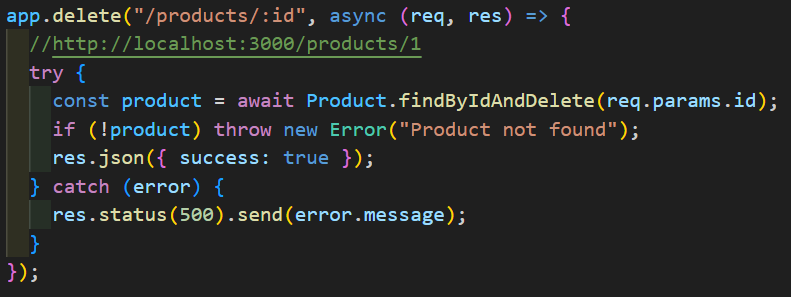 app.delete("/products/:id", async (req, res) => {
  //http://localhost:3000/products/1
  try {
    const product = await Product.findByIdAndDelete(req.params.id);
    if (!product) throw new Error("Product not found");
    res.json({ success: true });
  } catch (error) {
    res.status(500).send(error.message);
  }
});